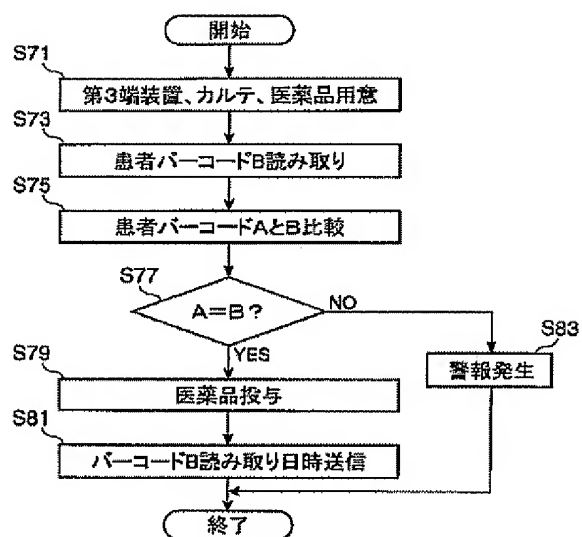 開始
S71
第3端装置、カルテ、医薬品用意
S73
患者バーコードB読み取り
S75
患者バーコードAとB比較
S77
A=B?
NO
YES
S83
警報発生
S79
医薬品投与
S81
バーコードB読み取り日時送信
終了